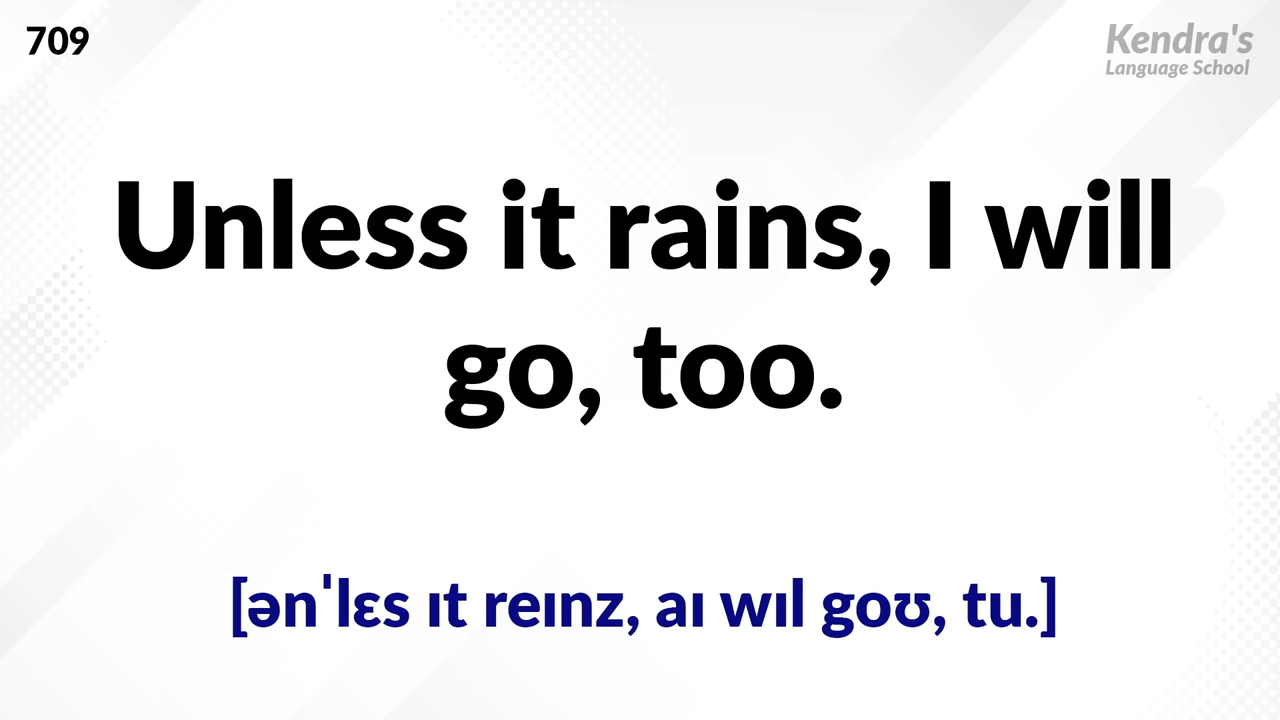 709
Kendra's
Language School
Unless it rains, I will
go, too.
[ənˈlɛs ɪt reɪnz, aɪ wɪl goʊ, tu.]